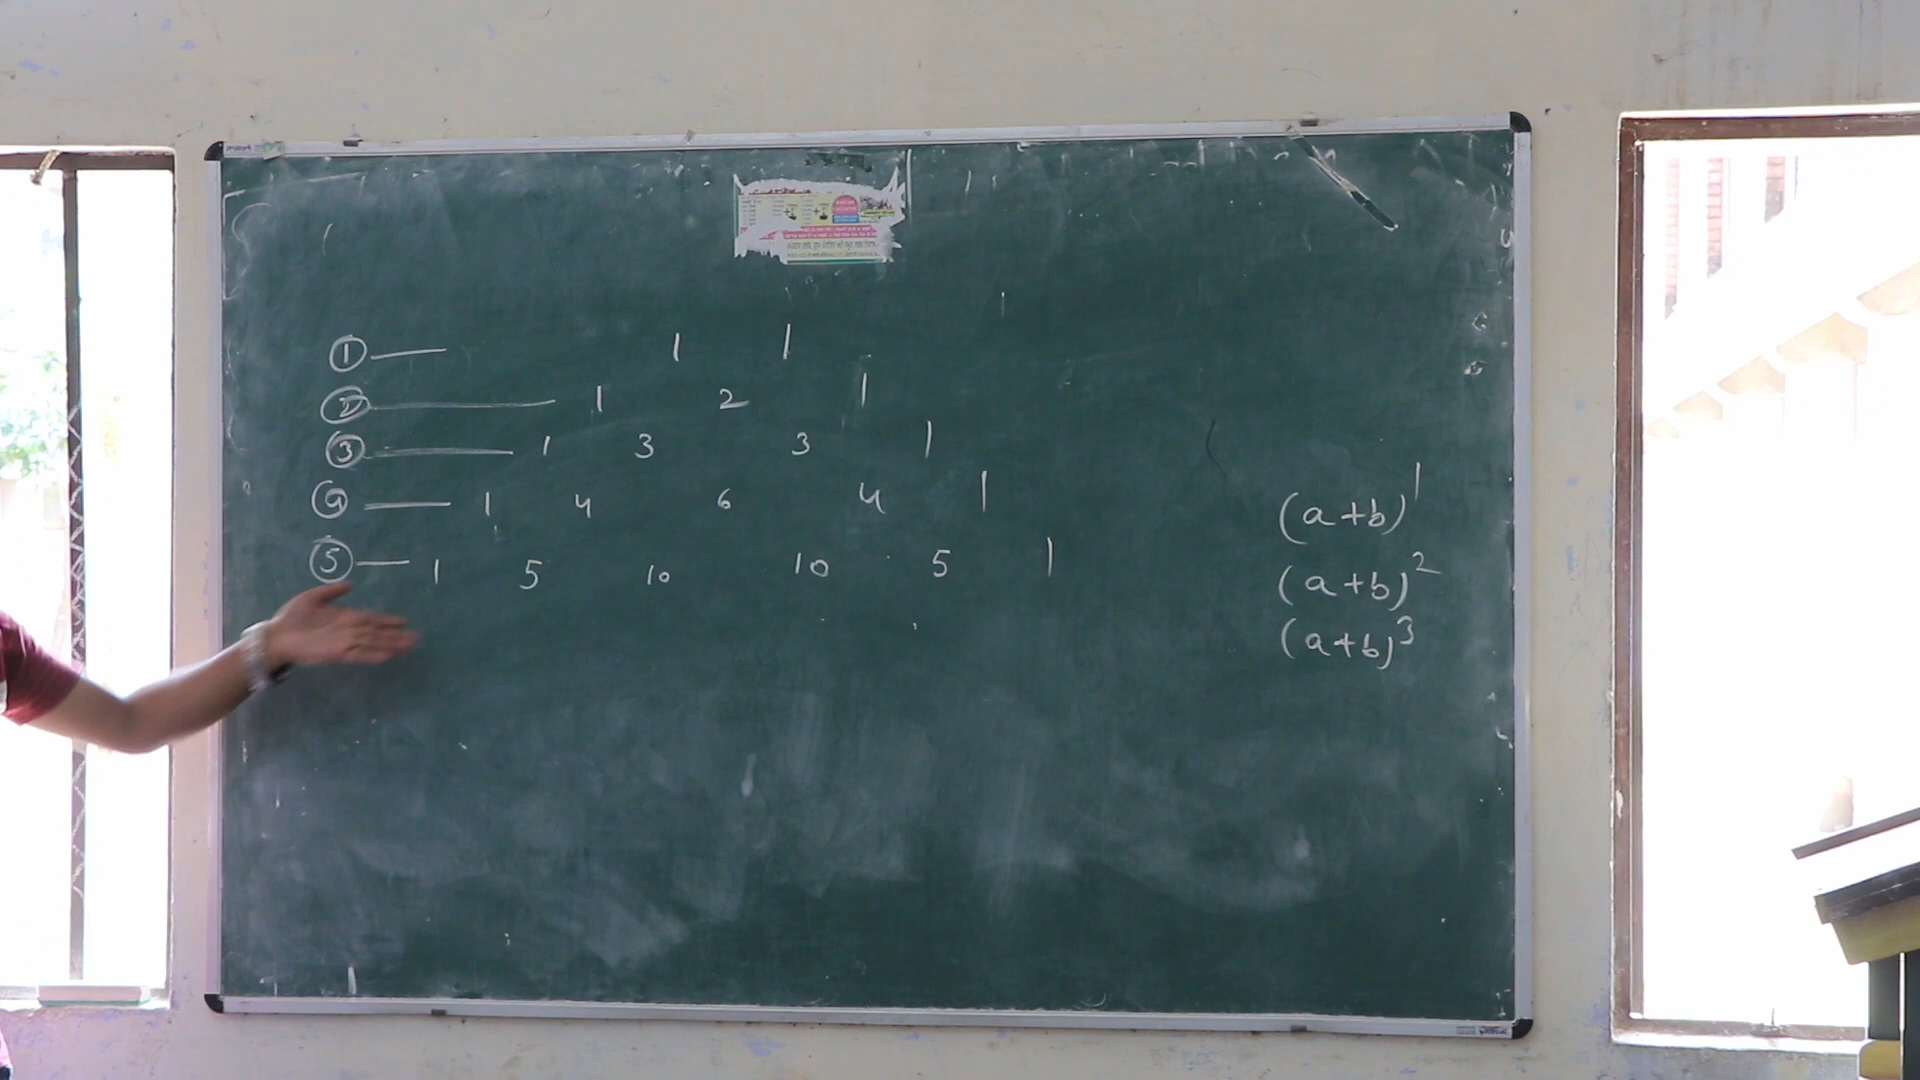 ① — 1 1
② — 1 2 1
③ — 1 3 3 1
④ — 1 4 6 4 1
⑤ — 1 5 10 10 5 1
(a+b)¹
(a+b)²
(a+b)³